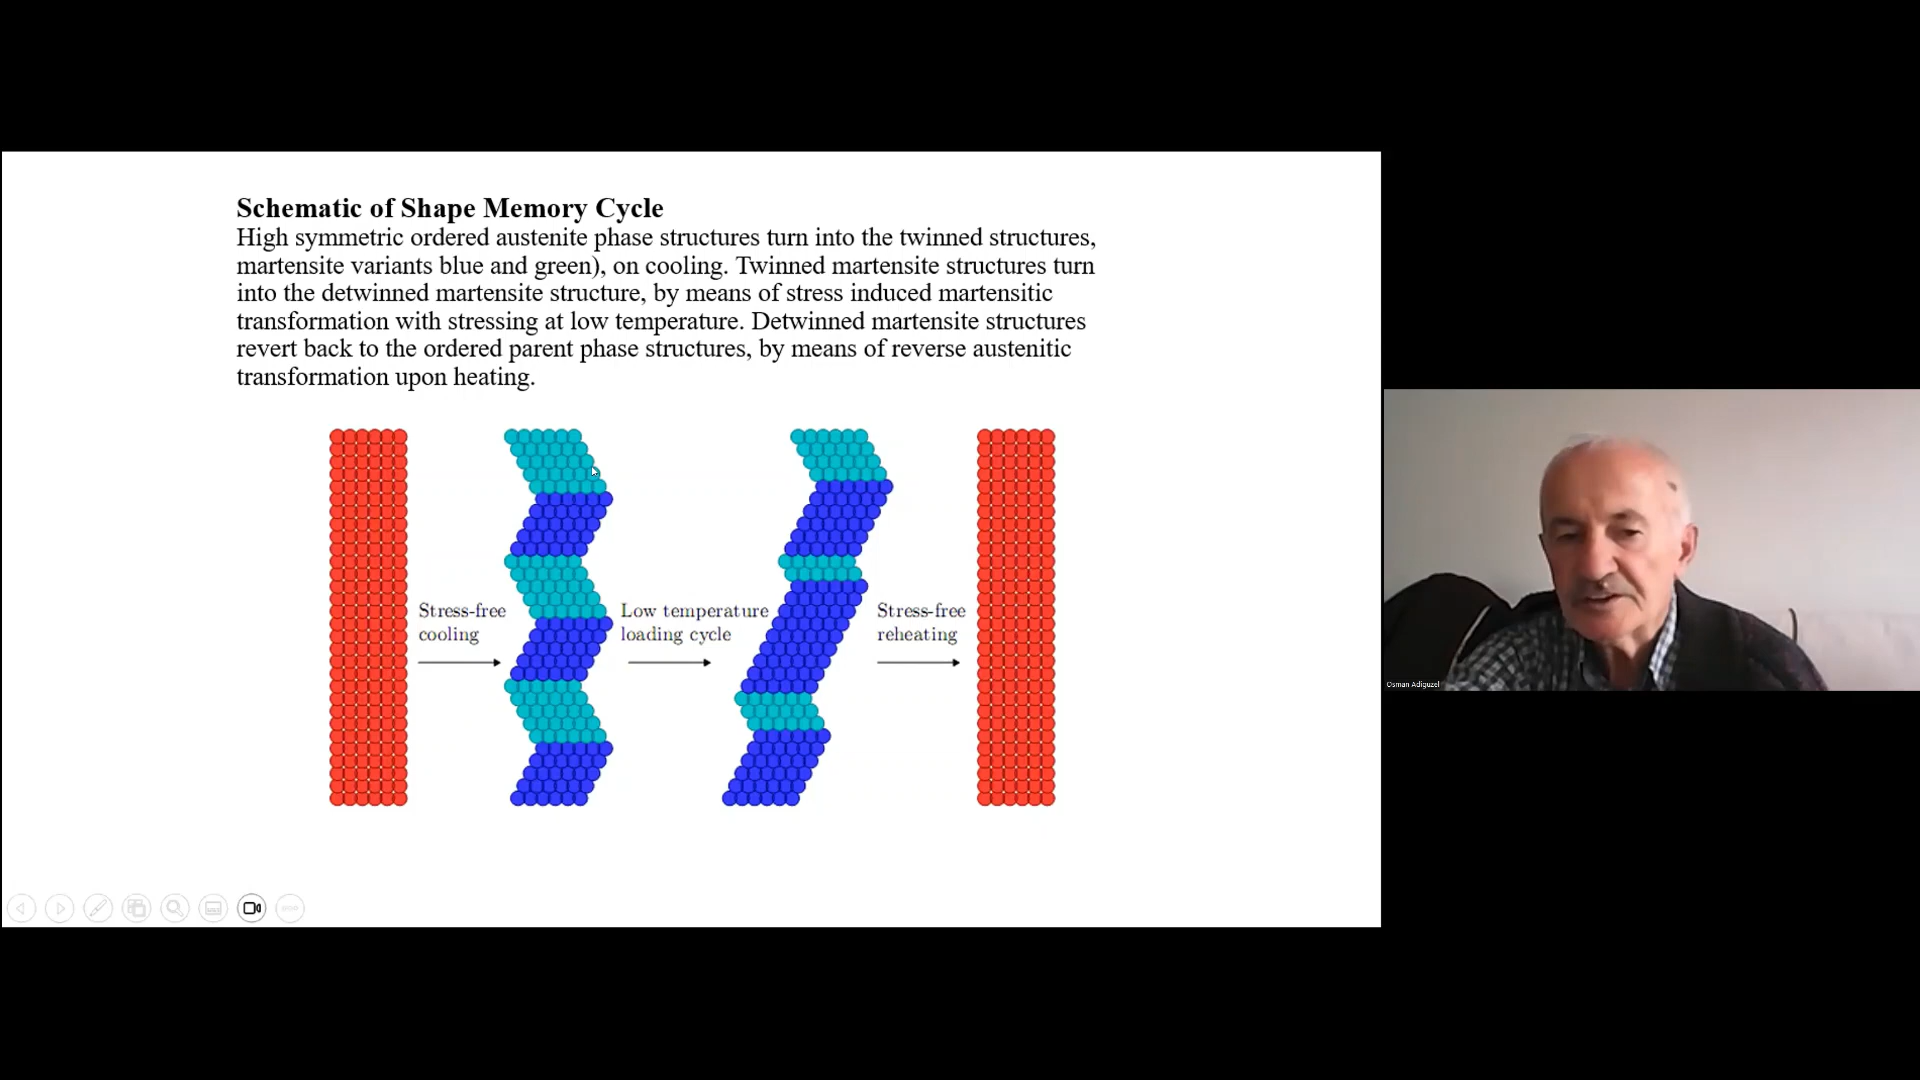 Schematic of Shape Memory Cycle
High symmetric ordered austenite phase structures turn into the twinned structures,
martensite variants blue and green), on cooling. Twinned martensite structures turn
into the detwinned martensite structure, by means of stress induced martensitic
transformation with stressing at low temperature. Detwinned martensite structures
revert back to the ordered parent phase structures, by means of reverse austenitic
transformation upon heating.
Stress-free
cooling
Low temperature
loading cycle
Stress-free
reheating
Osman Adiguzel